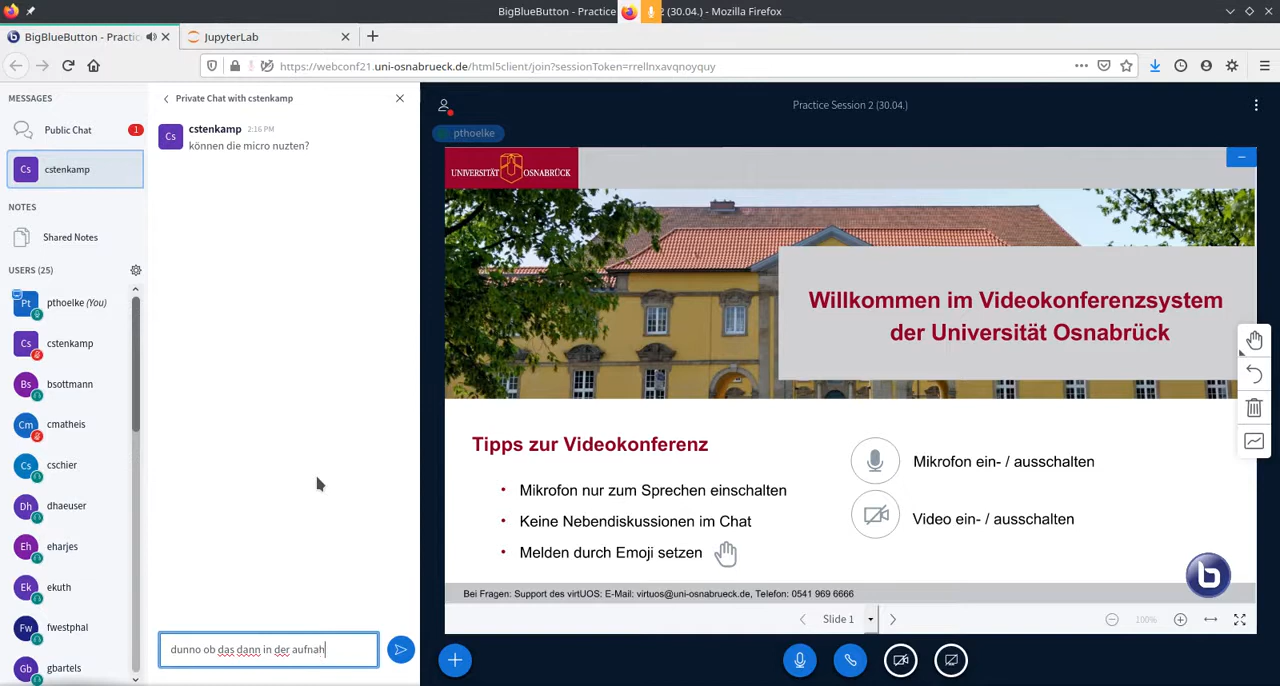 BigBlueButton - Practice 2 (30.04.) - Mozilla Firefox
BigBlueButton - Practic
JupyterLab
https://webconf21.uni-osnabrueck.de/html5client/join?sessionToken=rrellnxavqnoyquy
MESSAGES
Public Chat
1
Cs
cstenkamp
NOTES
Shared Notes
USERS (25)
Pt
pthoelke (You)
Cs
cstenkamp
Bs
bsottmann
Cm
cmatheis
Cs
cschier
Dh
dhaeuser
Eh
eharjes
Ek
ekuth
Fw
fwestphal
Gb
gbartels
Private Chat with cstenkamp
Cs
cstenkamp 2:16 PM
können die micro nuzten?
dunno ob das dann in der aufnah
Practice Session 2 (30.04.)
pthoelke
UNIVERSITÄT OSNABRÜCK
Willkommen im Videokonferenzsystem
der Universität Osnabrück
Tipps zur Videokonferenz
• Mikrofon nur zum Sprechen einschalten
• Keine Nebendiskussionen im Chat
• Melden durch Emoji setzen
Mikrofon ein- / ausschalten
Video ein- / ausschalten
b
Bei Fragen: Support des virtUOS: E-Mail: virtuos@uni-osnabrueck.de, Telefon: 0541 969 6666
Slide 1
100%